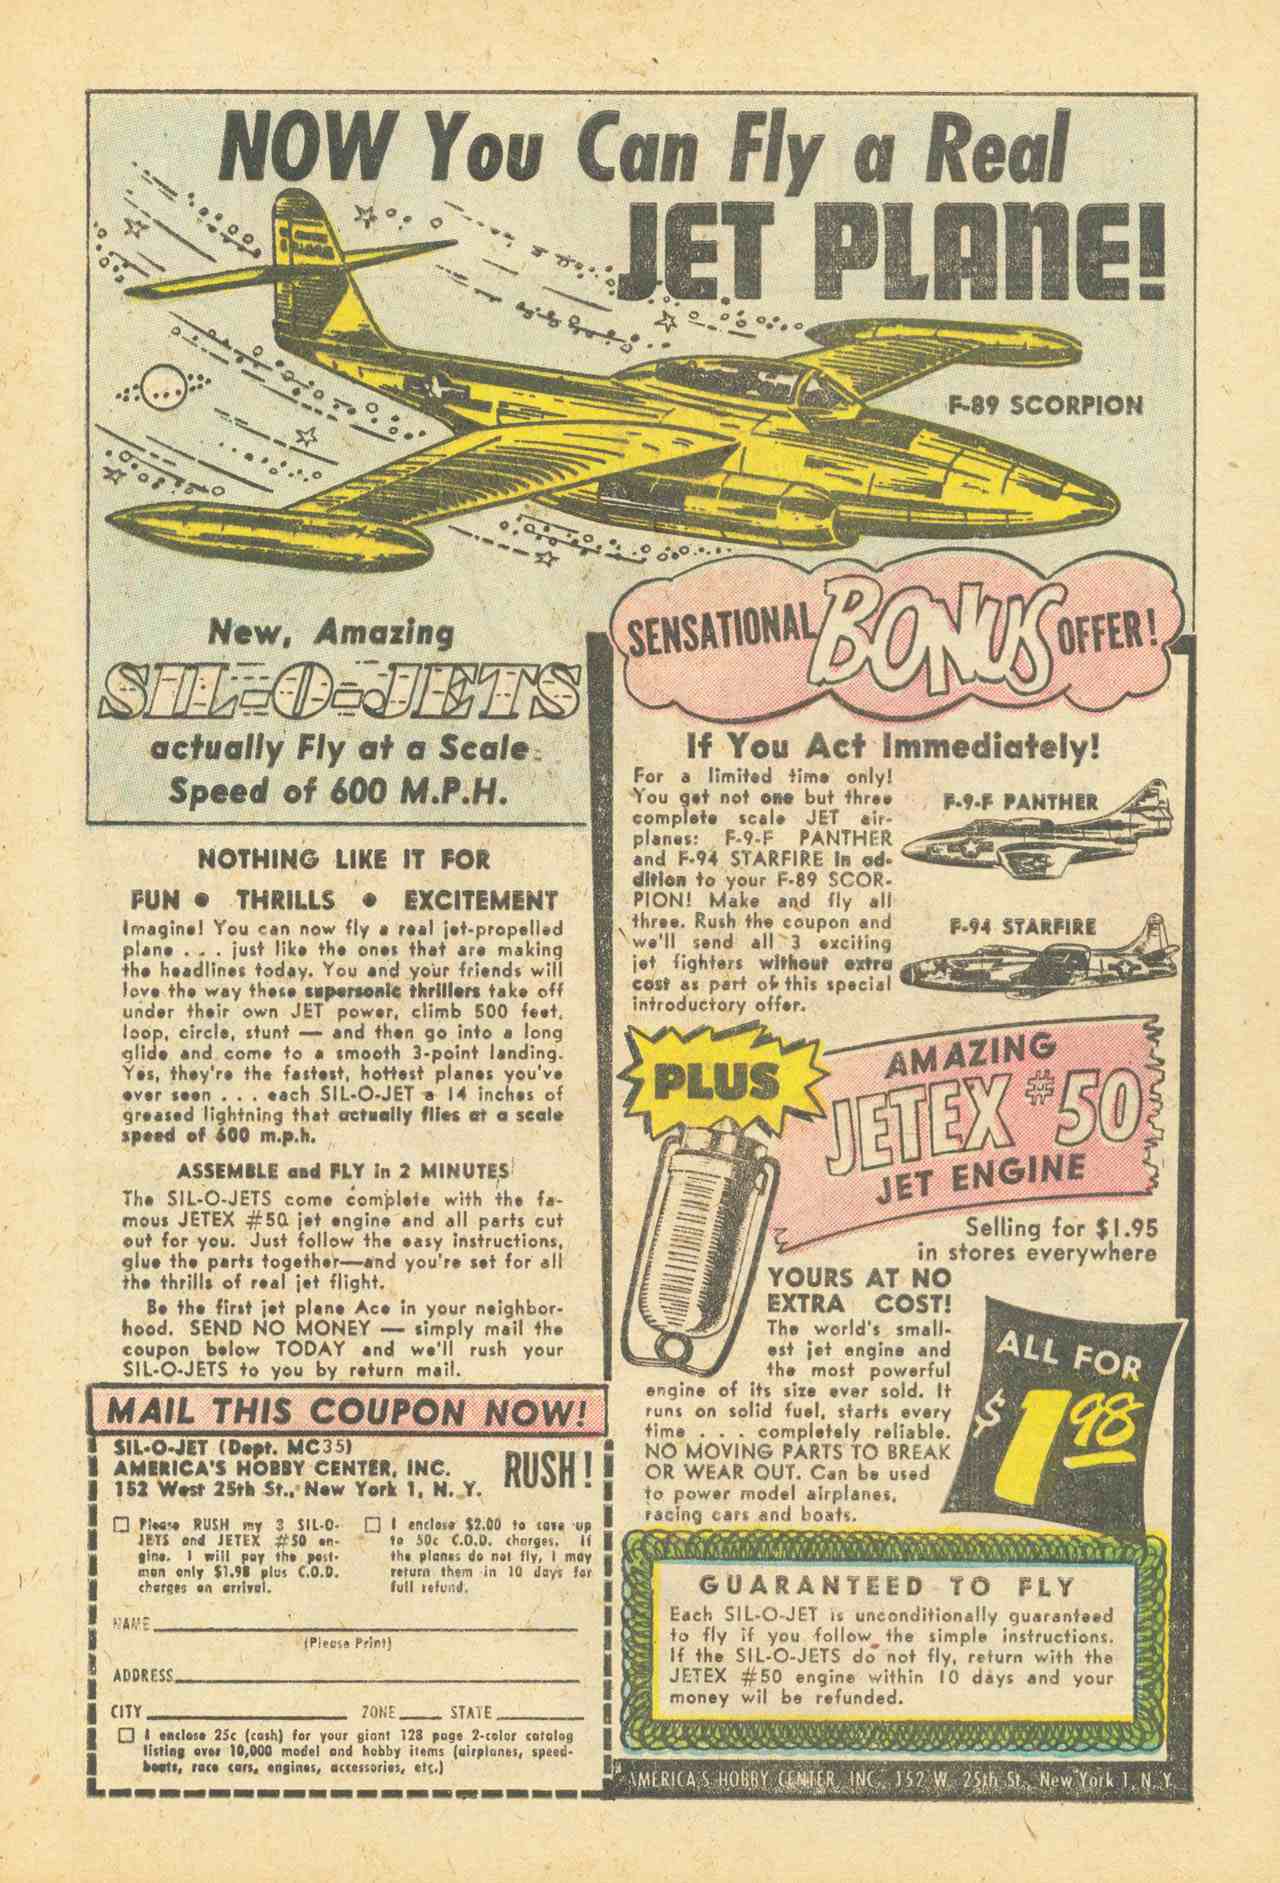 NOW You Can Fly a Real
JET PLANE!
F-89 SCORPION
New, Amazing
SIL-O-JETS
actually Fly at a Scale
Speed of 600 M.P.H.
NOTHING LIKE IT FOR
FUN • THRILLS • EXCITEMENT
Imagine! You can now fly a real jet-propelled
plane . . . just like the ones that are making
the headlines today. You and your friends will
love the way these supersonic thrillers take off
under their own JET power, climb 500 feet,
loop, circle, stunt — and then go into a long
glide and come to a smooth 3-point landing.
Yes, they're the fastest, hottest planes you've
ever seen . . . each SIL-O-JET a 14 inches of
greased lightning that actually flies at a scale
speed of 600 m.p.h.
ASSEMBLE and FLY in 2 MINUTES
The SIL-O-JETS come complete with the fa-
mous JETEX #50 jet engine and all parts cut
out for you. Just follow the easy instructions,
glue the parts together—and you're set for all
the thrills of real jet flight.
Be the first jet plane Ace in your neighbor-
hood. SEND NO MONEY — simply mail the
coupon below TODAY and we'll rush your
SIL-O-JETS to you by return mail.
MAIL THIS COUPON NOW!
SIL-O-JET (Dept. MC35)
AMERICA'S HOBBY CENTER, INC.
152 West 25th St., New York 1, N. Y.
RUSH!
Please RUSH my 3 SIL-O-
JETS and JETEX #50 en-
gine. I will pay the post-
man only $1.98 plus C.O.D.
charges on arrival.
I enclose $2.00 to save up
to 50c C.O.D. charges. If
the planes do not fly, I may
return them in 10 days for
full refund.
NAME
(Please Print)
ADDRESS
CITY ZONE STATE
I enclose 25c (cash) for your giant 128 page 2-color catalog
listing over 10,000 model and hobby items (airplanes, speed-
boats, race cars, engines, accessories, etc.)
SENSATIONAL BONUS OFFER!
If You Act Immediately!
For a limited time only!
You get not one but three
complete scale JET air-
planes: F-9-F PANTHER
and F-94 STARFIRE in ad-
dition to your F-89 SCOR-
PION! Make and fly all
three. Rush the coupon and
we'll send all 3 exciting
jet fighters without extra
cost as part of this special
introductory offer.
F-9-F PANTHER
F-94 STARFIRE
PLUS
AMAZING
JETEX #50
JET ENGINE
Selling for $1.95
in stores everywhere
YOURS AT NO
EXTRA COST!
The world's small-
est jet engine and
the most powerful
engine of its size ever sold. It
runs on solid fuel, starts every
time . . . completely reliable.
NO MOVING PARTS TO BREAK
OR WEAR OUT. Can be used
to power model airplanes,
racing cars and boats.
ALL FOR
$1.98
GUARANTEED TO FLY
Each SIL-O-JET is unconditionally guaranteed
to fly if you follow the simple instructions.
If the SIL-O-JETS do not fly, return with the
JETEX #50 engine within 10 days and your
money wil be refunded.
AMERICA'S HOBBY CENTER, INC., 152 W. 25th St., New York 1, N. Y.